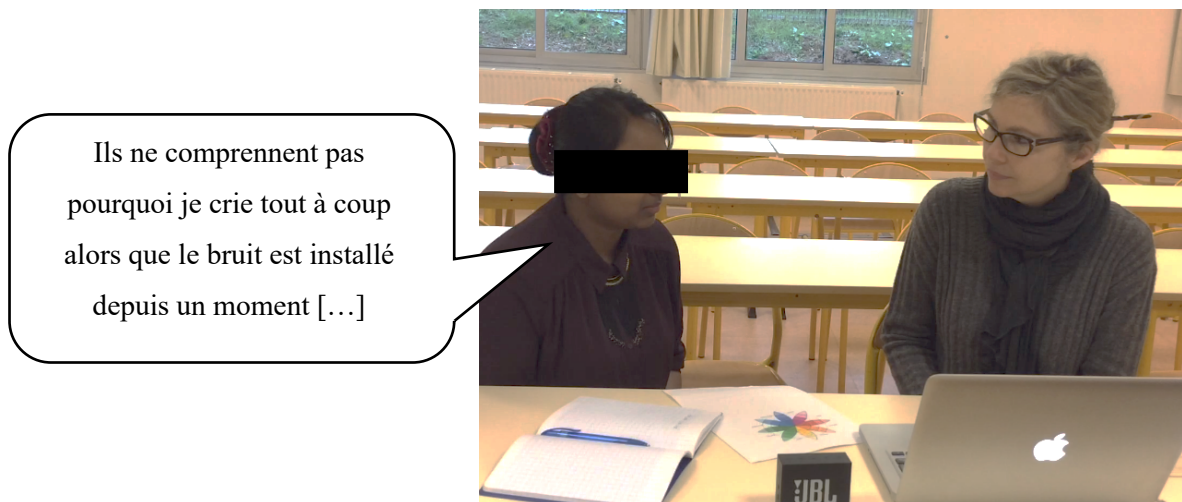 Ils ne comprennent pas
pourquoi je crie tout à coup
alors que le bruit est installé
depuis un moment […]
JBL